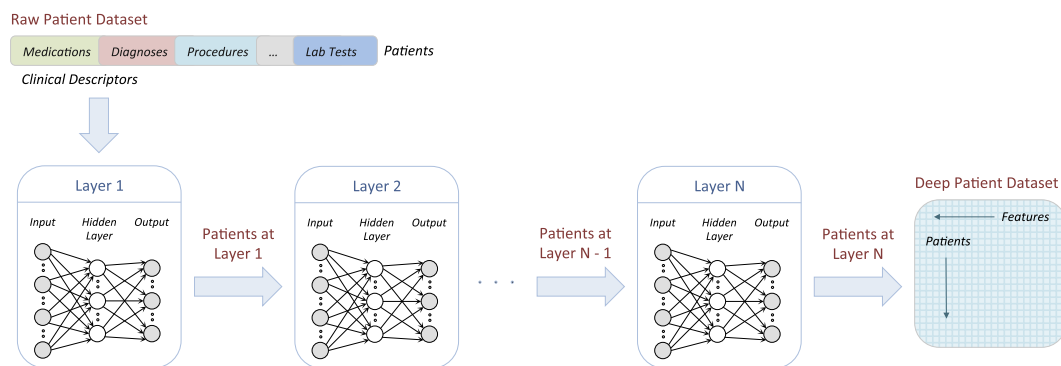 Raw Patient Dataset
Medications Diagnoses Procedures ... Lab Tests Patients
Clinical Descriptors
Layer 1
Input Hidden Layer Output
Patients at
Layer 1
Layer 2
Input Hidden Layer Output
. . .
Patients at
Layer N - 1
Layer N
Input Hidden Layer Output
Patients at
Layer N
Deep Patient Dataset
Features
Patients